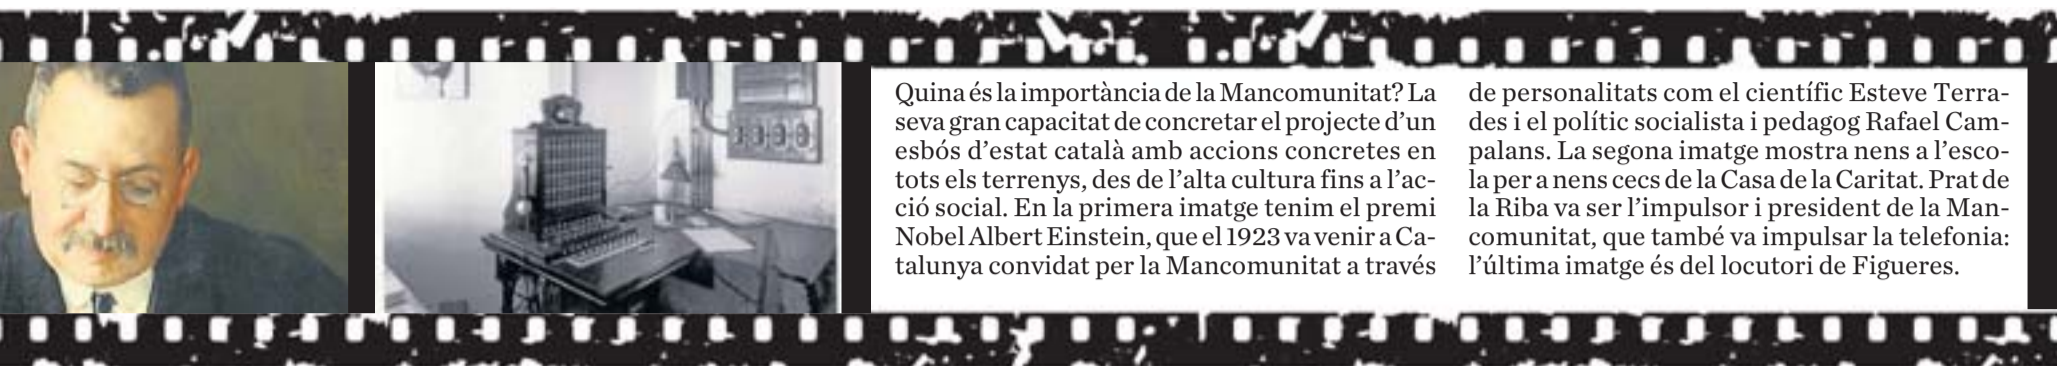 Quina és la importància de la Mancomunitat? La
seva gran capacitat de concretar el projecte d’un
esbós d’estat català amb accions concretes en
tots els terrenys, des de l’alta cultura fins a l’ac-
ció social. En la primera imatge tenim el premi
Nobel Albert Einstein, que el 1923 va venir a Ca-
talunya convidat per la Mancomunitat a través
de personalitats com el científic Esteve Terra-
des i el polític socialista i pedagog Rafael Cam-
palans. La segona imatge mostra nens a l’esco-
la per a nens cecs de la Casa de la Caritat. Prat de
la Riba va ser l’impulsor i president de la Man-
comunitat, que també va impulsar la telefonia:
l’última imatge és del locutori de Figueres.